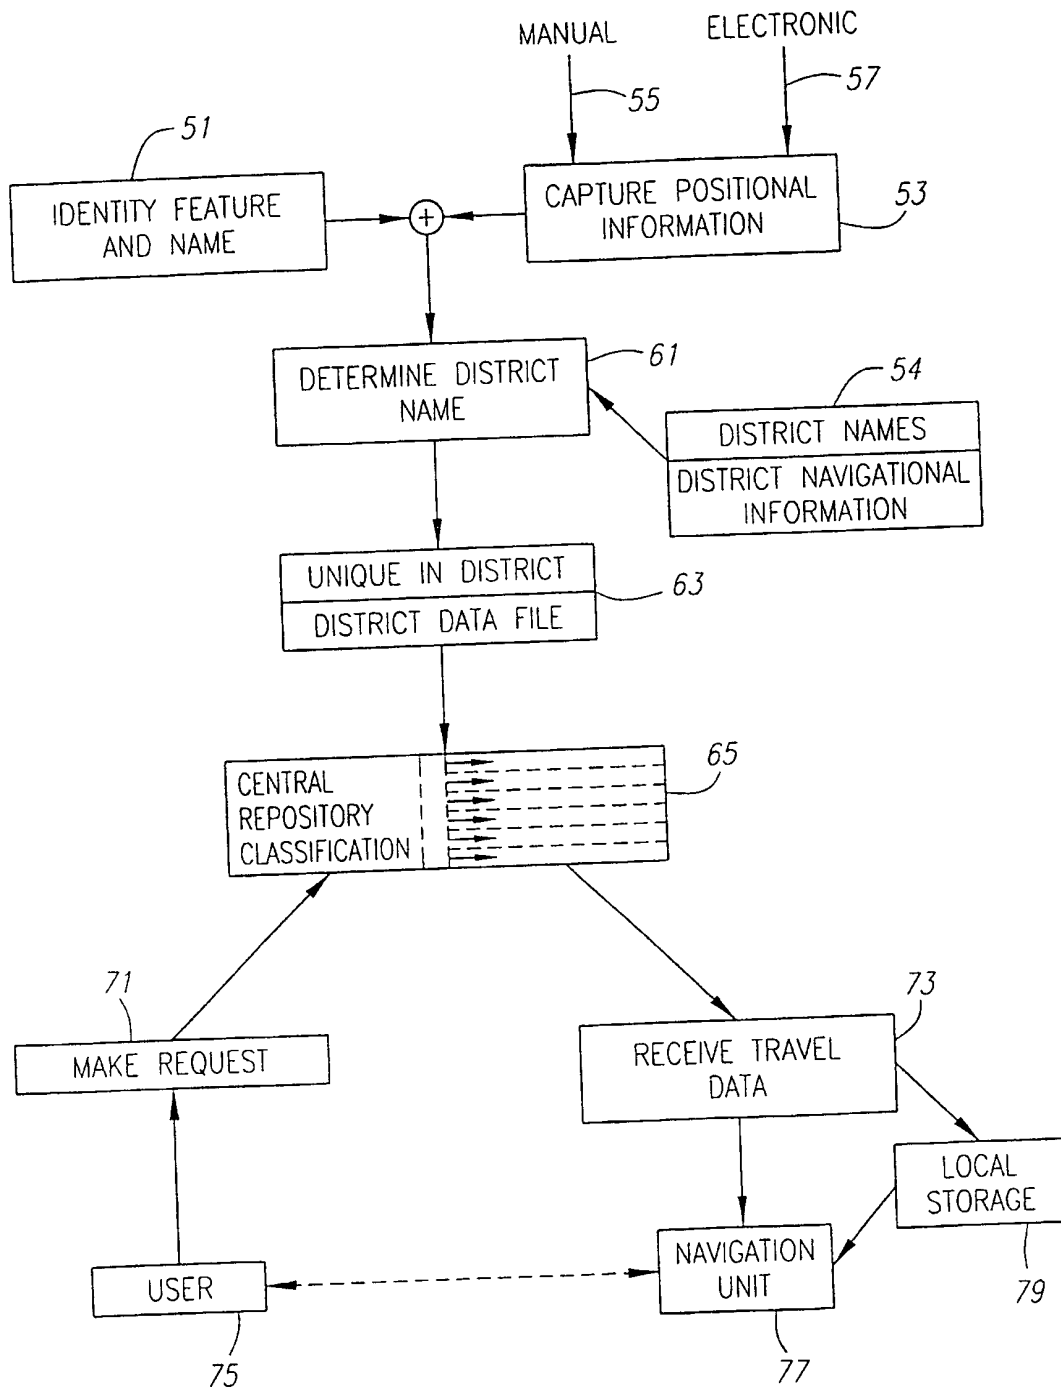 MANUAL
ELECTRONIC
55
57
51
IDENTITY FEATURE
AND NAME
+
CAPTURE POSITIONAL
INFORMATION
53
DETERMINE DISTRICT
NAME
61
54
DISTRICT NAMES
DISTRICT NAVIGATIONAL
INFORMATION
UNIQUE IN DISTRICT
DISTRICT DATA FILE
63
CENTRAL
REPOSITORY
CLASSIFICATION
65
71
MAKE REQUEST
73
RECEIVE TRAVEL
DATA
LOCAL
STORAGE
79
USER
75
NAVIGATION
UNIT
77